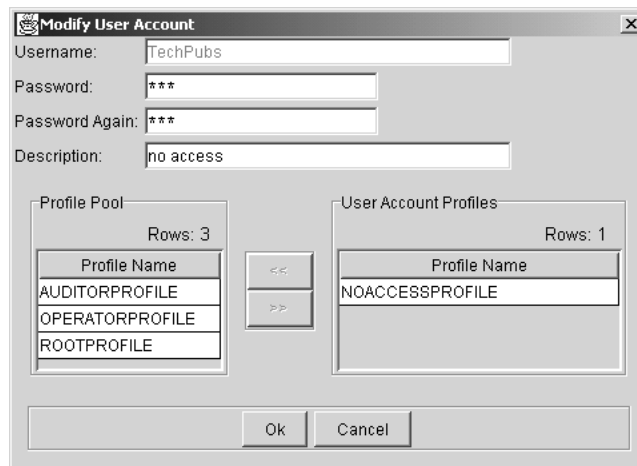 Modify User Account
Username: TechPubs
Password: ***
Password Again: ***
Description: no access
Profile Pool
Rows: 3
Profile Name
AUDITORPROFILE
OPERATORPROFILE
ROOTPROFILE
<<
>>
User Account Profiles
Rows: 1
Profile Name
NOACCESSPROFILE
Ok Cancel